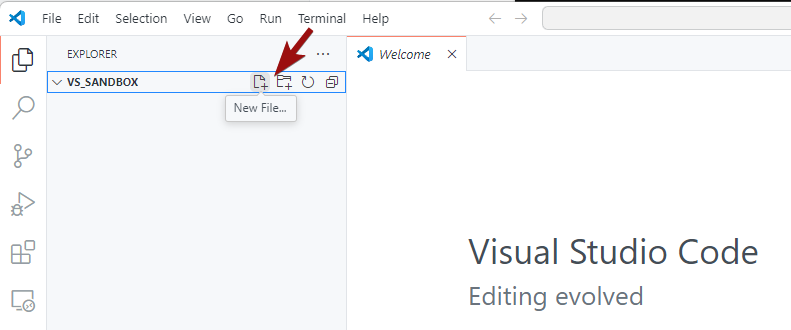 File Edit Selection View Go Run Terminal Help
EXPLORER ...
Welcome
VS_SANDBOX
New File...
Visual Studio Code
Editing evolved